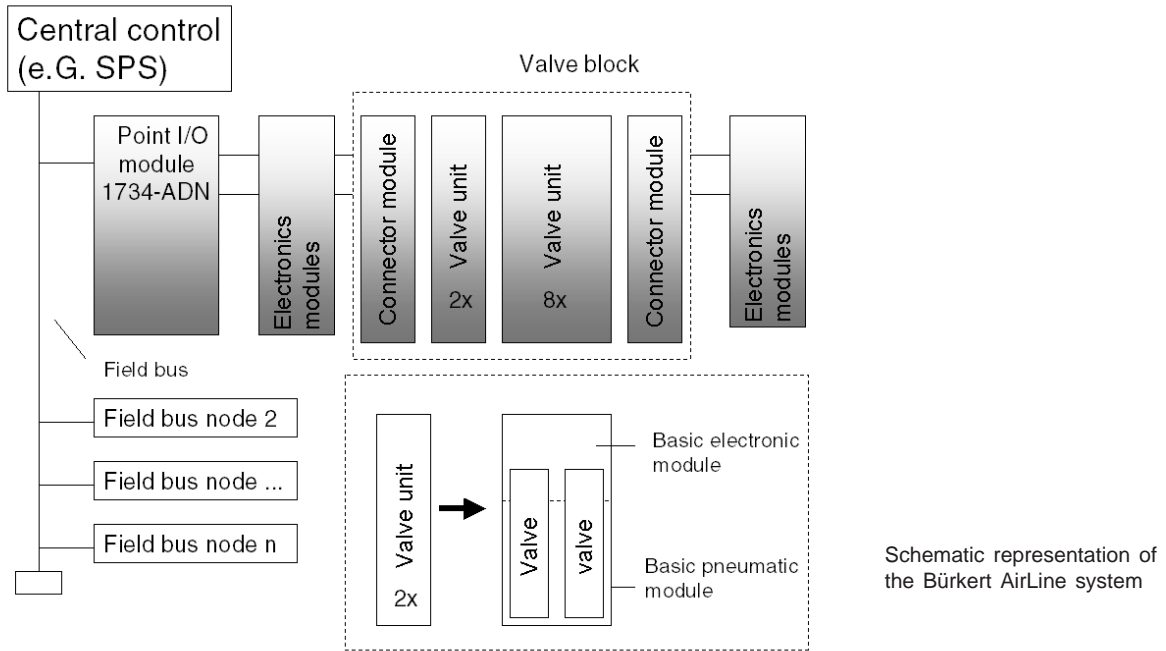 Central control
(e.G. SPS)
Valve block
Point I/O
module
1734-ADN
Electronics
modules
Connector module
Valve unit
2x
Valve unit
8x
Connector module
Electronics
modules
Field bus
Field bus node 2
Field bus node ...
Field bus node n
Valve unit
2x
Valve
valve
Basic electronic
module
Basic pneumatic
module
Schematic representation of
the Bürkert AirLine system